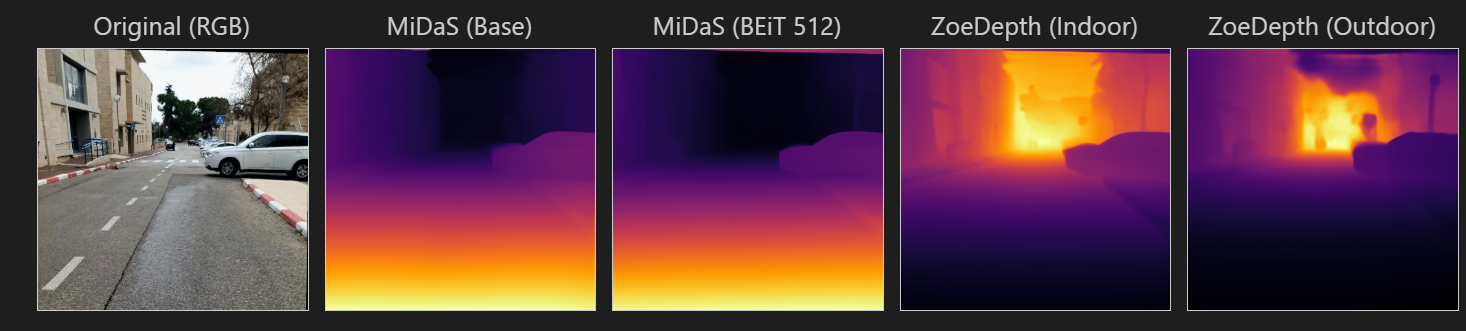 Original (RGB)
MiDaS (Base)
MiDaS (BEiT 512)
ZoeDepth (Indoor)
ZoeDepth (Outdoor)